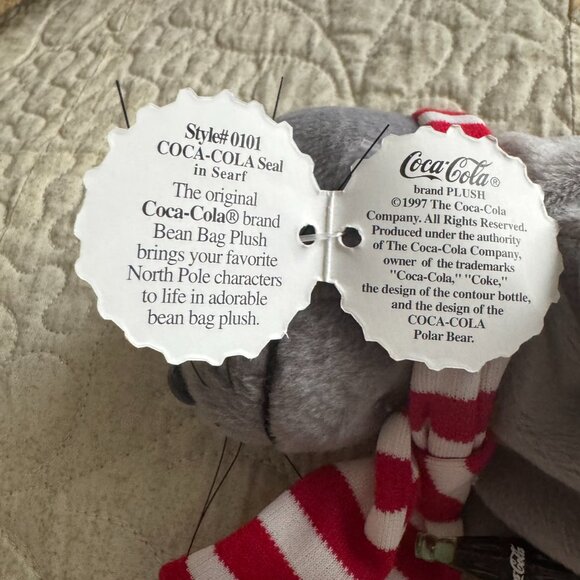 Style# 0101
COCA-COLA Seal
in Scarf
The original
Coca-Cola® brand
Bean Bag Plush
brings your favorite
North Pole characters
to life in adorable
bean bag plush.
Coca-Cola®
brand PLUSH
©1997 The Coca-Cola
Company. All Rights Reserved.
Produced under the authority
of The Coca-Cola Company,
owner of the trademarks
"Coca-Cola," "Coke,"
the design of the contour bottle,
and the design of the
COCA-COLA
Polar Bear.
Coca-Cola